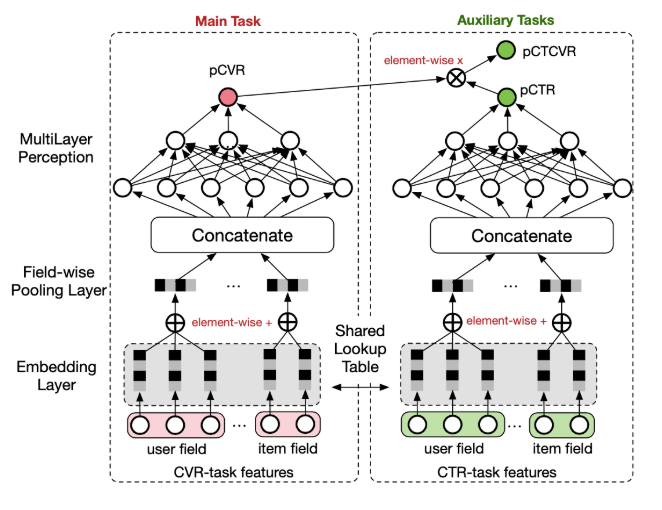 Main Task
Auxiliary Tasks
element-wise x
pCTCVR
pCVR
pCTR
MultiLayer
Perception
Concatenate
Concatenate
Field-wise
Pooling Layer
...
...
element-wise +
element-wise +
Shared
Lookup
Table
Embedding
Layer
...
...
user field
item field
user field
item field
CVR-task features
CTR-task features